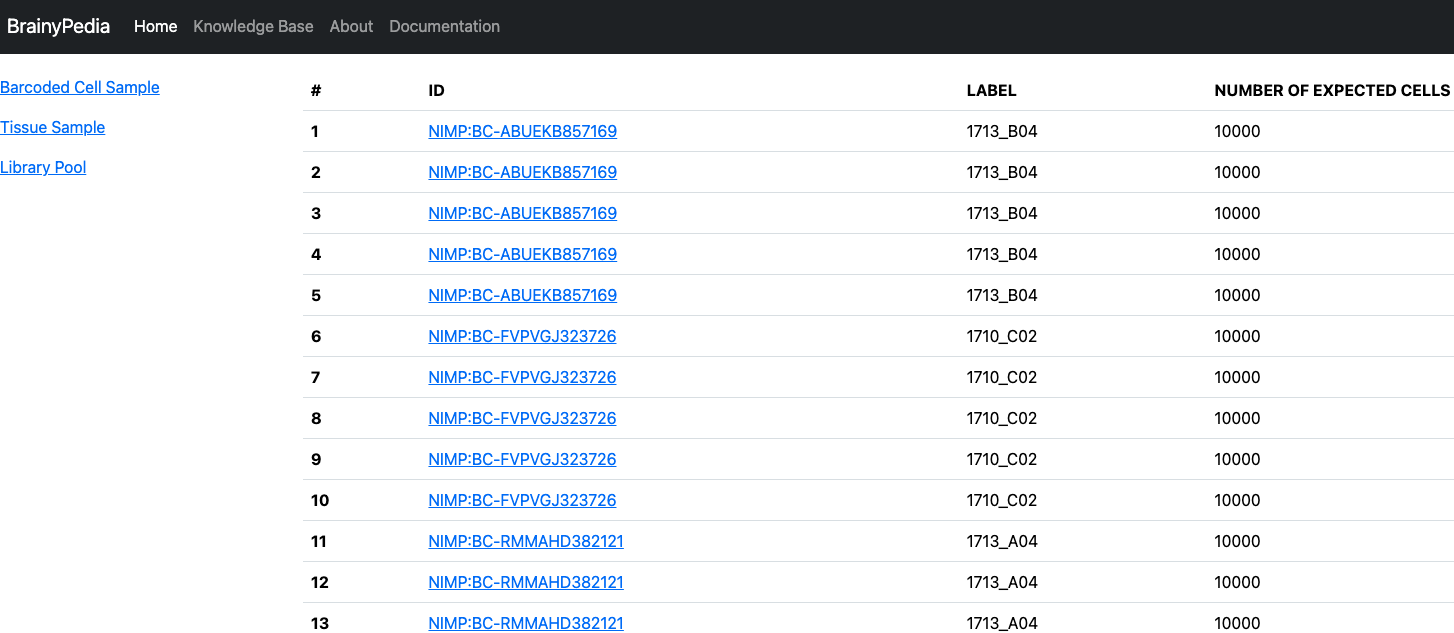 BrainyPedia Home Knowledge Base About Documentation
Barcoded Cell Sample
Tissue Sample
Library Pool
# ID LABEL NUMBER OF EXPECTED CELLS
1 NIMP:BC-ABUEKB857169 1713_B04 10000
2 NIMP:BC-ABUEKB857169 1713_B04 10000
3 NIMP:BC-ABUEKB857169 1713_B04 10000
4 NIMP:BC-ABUEKB857169 1713_B04 10000
5 NIMP:BC-ABUEKB857169 1713_B04 10000
6 NIMP:BC-FVPVGJ323726 1710_C02 10000
7 NIMP:BC-FVPVGJ323726 1710_C02 10000
8 NIMP:BC-FVPVGJ323726 1710_C02 10000
9 NIMP:BC-FVPVGJ323726 1710_C02 10000
10 NIMP:BC-FVPVGJ323726 1710_C02 10000
11 NIMP:BC-RMMAHD382121 1713_A04 10000
12 NIMP:BC-RMMAHD382121 1713_A04 10000
13 NIMP:BC-RMMAHD382121 1713_A04 10000